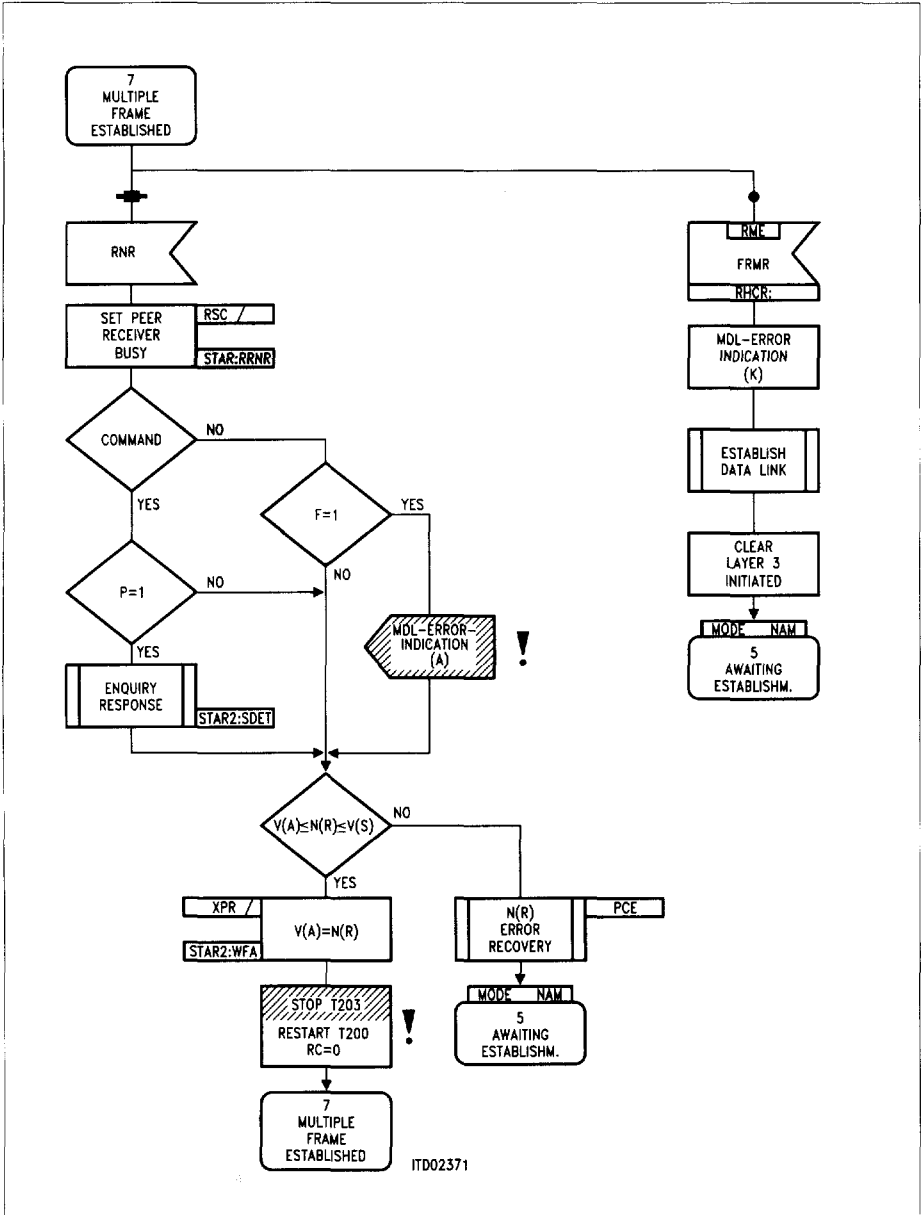 7
MULTIPLE
FRAME
ESTABLISHED
RNR
SET PEER
RECEIVER
BUSY
RSC /
STAR:RRNR
COMMAND
NO
YES
F=1
YES
NO
P=1
NO
YES
MDL-ERROR-
INDICATION
(A)
!
ENQUIRY
RESPONSE
STAR2:SDET
V(A)≤N(R)≤V(S)
NO
YES
XPR /
V(A)=N(R)
STAR2:WFA
N(R)
ERROR
RECOVERY
PCE
STOP T203
RESTART T200
RC=0
!
MODE NAM
5
AWAITING
ESTABLISHM.
7
MULTIPLE
FRAME
ESTABLISHED
RME
FRMR
RHCR:
MDL-ERROR
INDICATION
(K)
ESTABLISH
DATA LINK
CLEAR
LAYER 3
INITIATED
MODE NAM
5
AWAITING
ESTABLISHM.
ITD02371